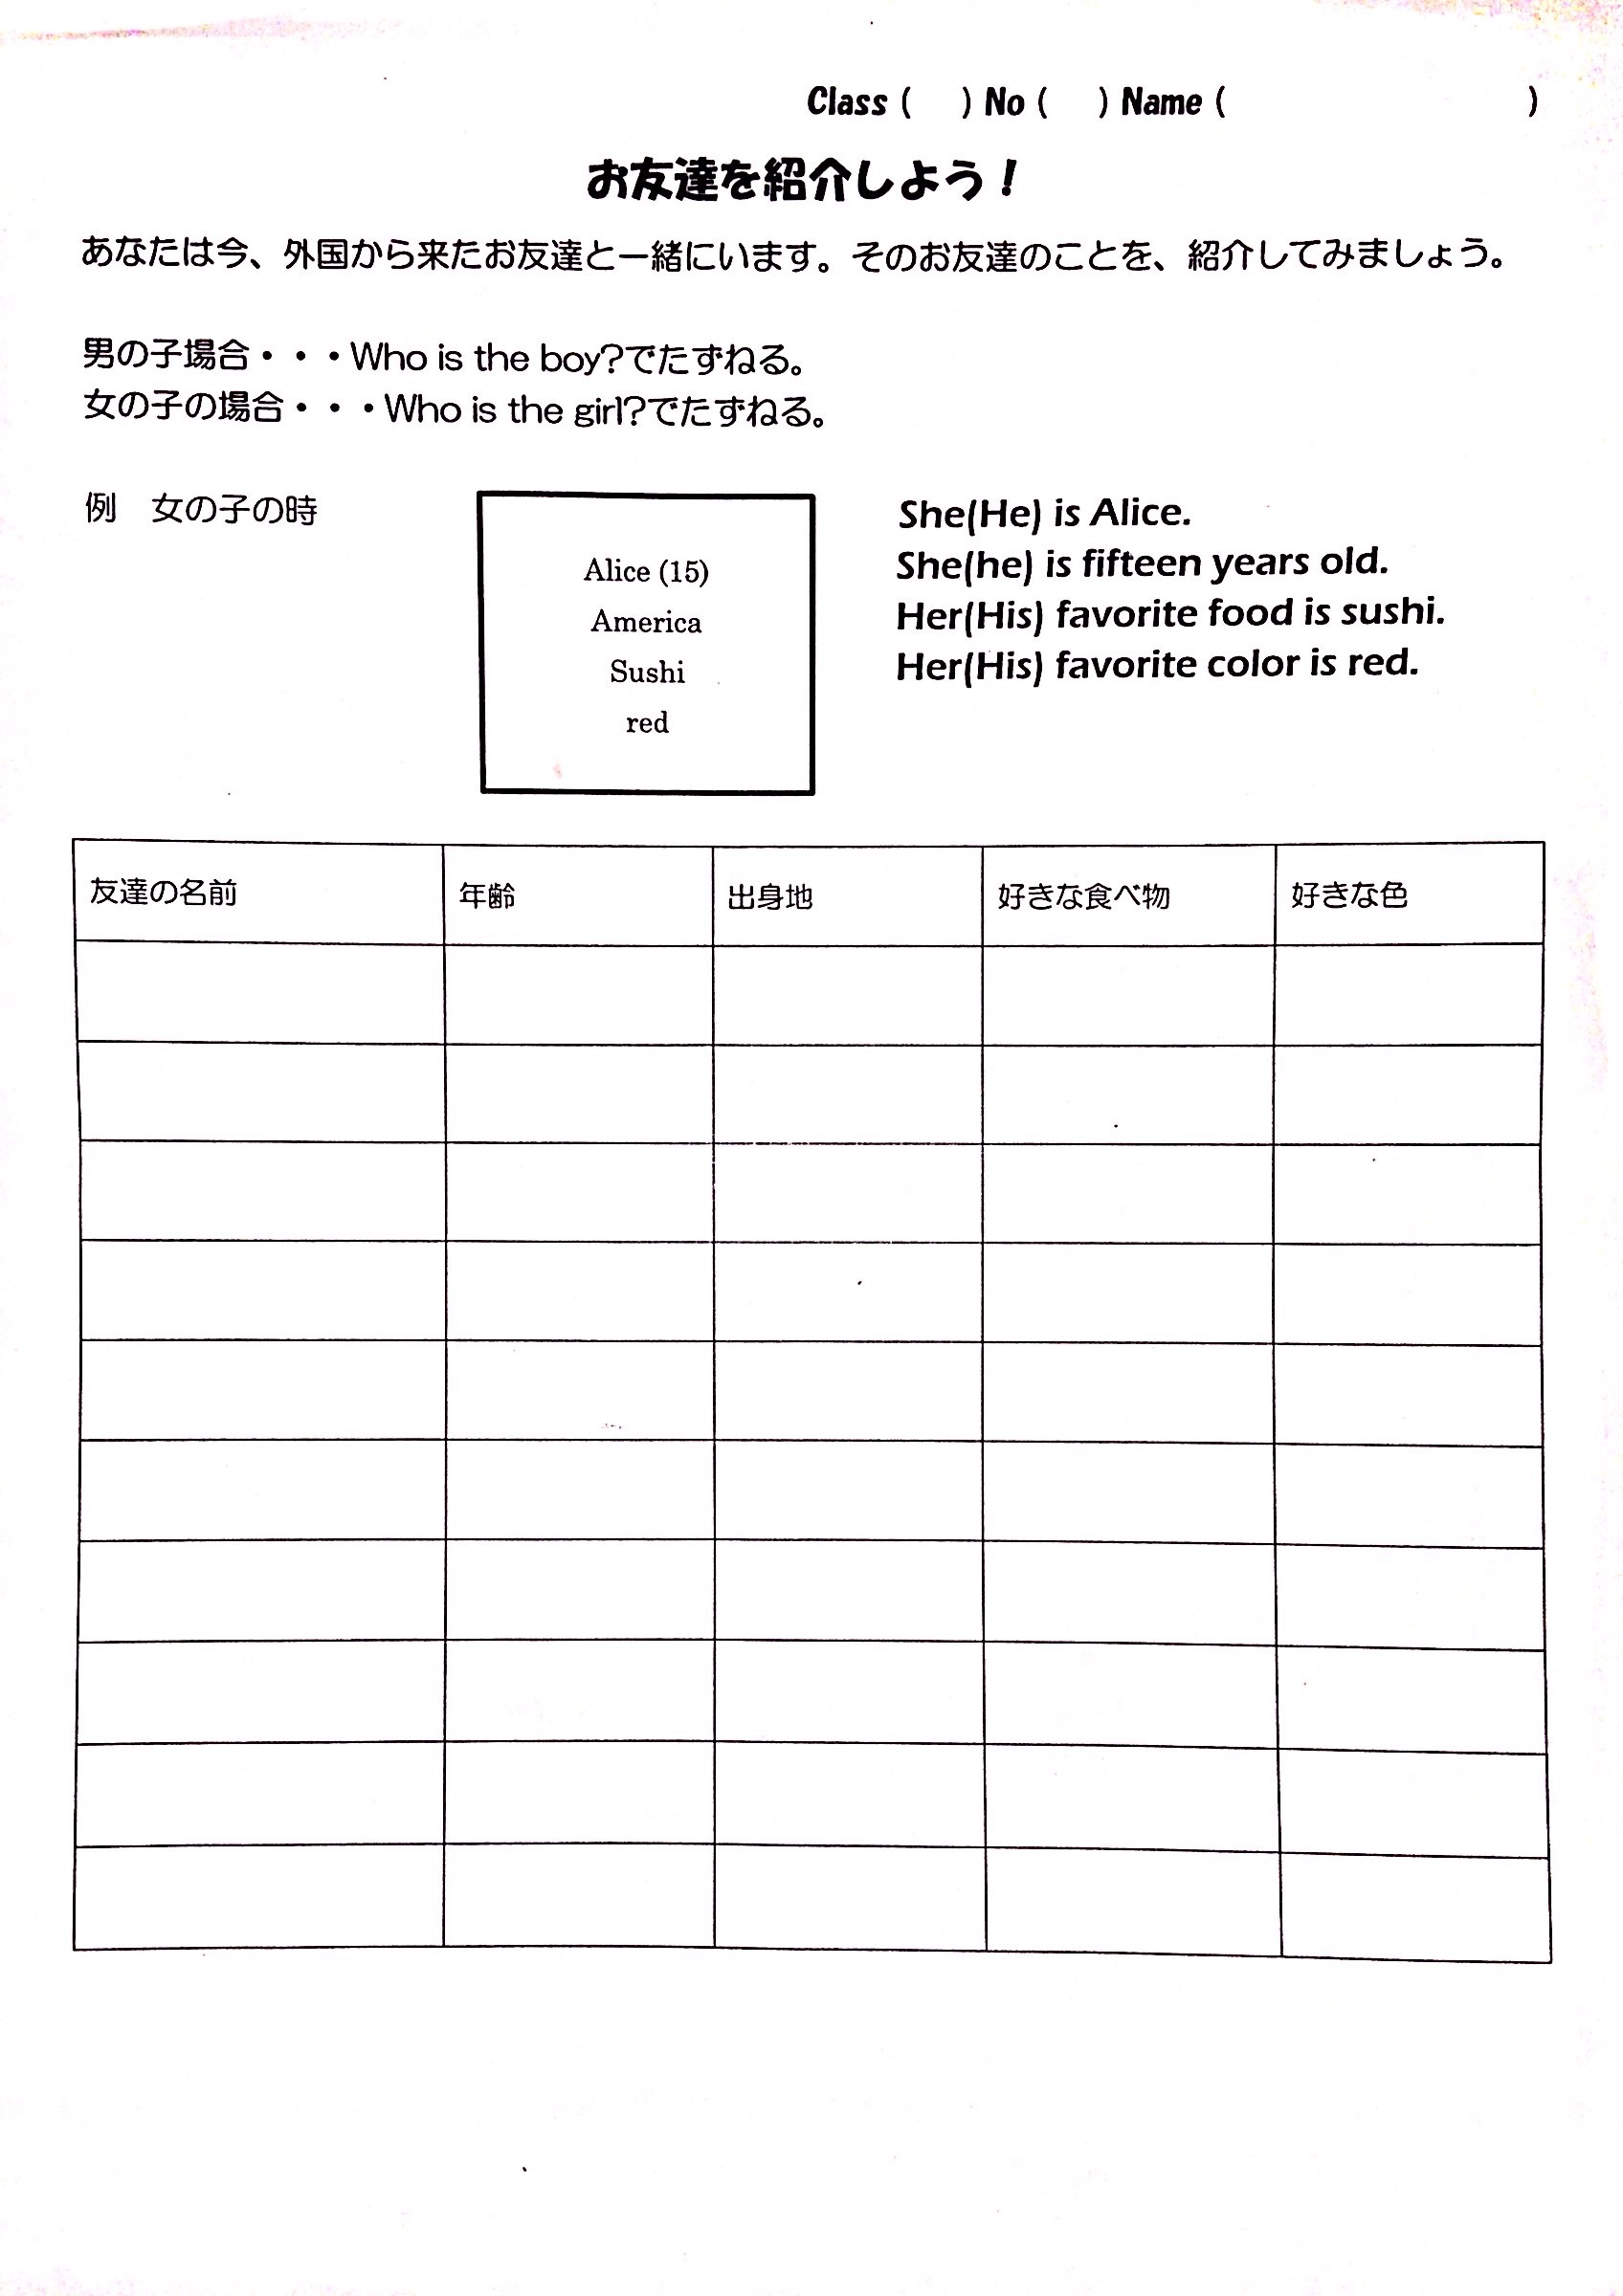 Class (　) No (　) Name (　　　)
お友達を紹介しよう！
あなたは今、外国から来たお友達と一緒にいます。そのお友達のことを、紹介してみましょう。
男の子場合・・・Who is the boy?でたずねる。
女の子の場合・・・Who is the girl?でたずねる。
例　女の子の時
Alice (15)
America
Sushi
red
She(He) is Alice.
She(he) is fifteen years old.
Her(His) favorite food is sushi.
Her(His) favorite color is red.
友達の名前　年齢　出身地　好きな食べ物　好きな色